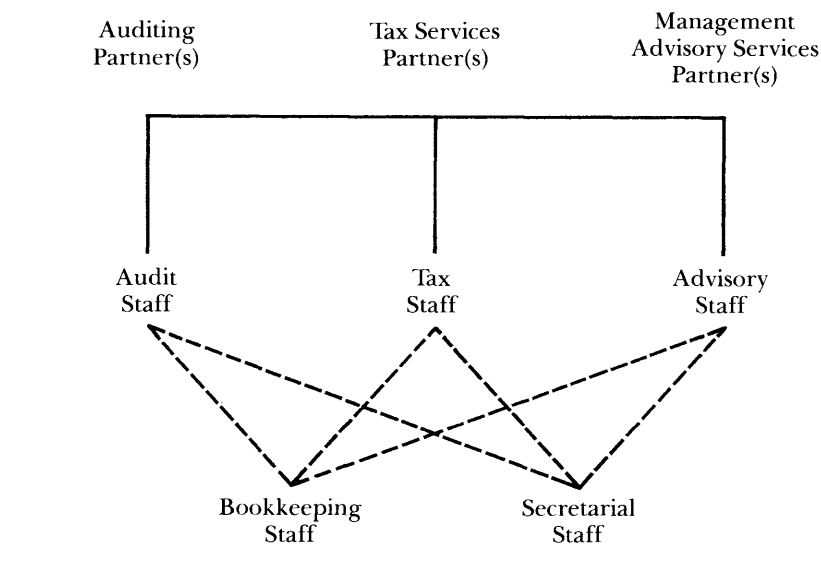 Auditing
Partner(s)
Tax Services
Partner(s)
Management
Advisory Services
Partner(s)
Audit
Staff
Tax
Staff
Advisory
Staff
Bookkeeping
Staff
Secretarial
Staff